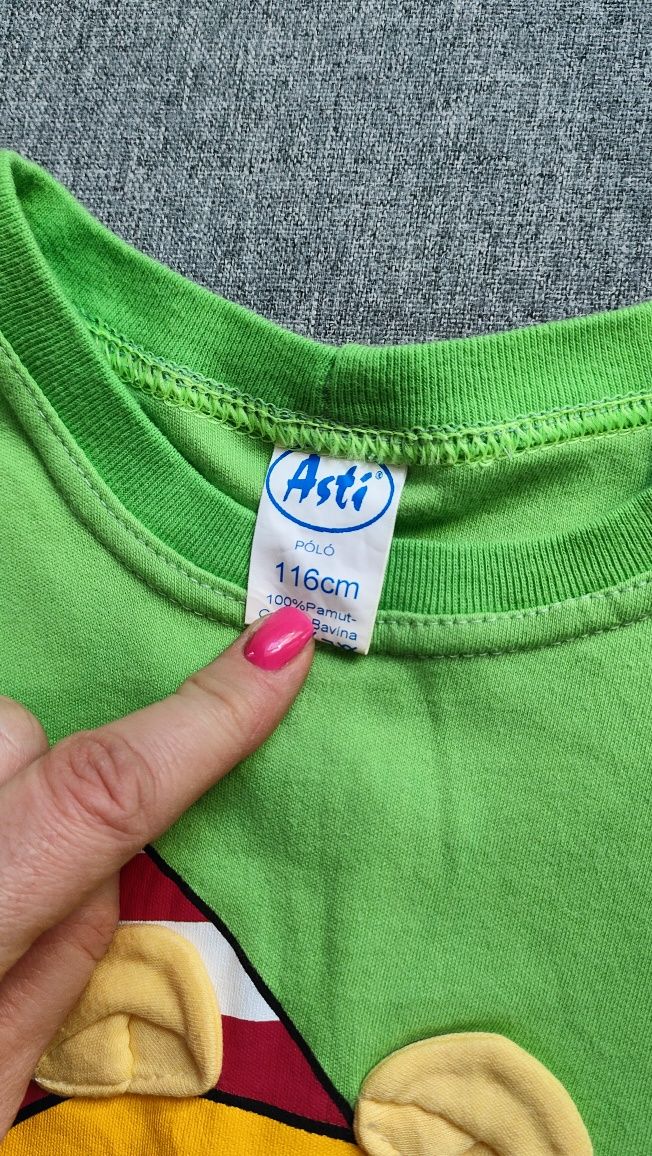 Asti®
PÓLÓ
116cm
100%Pamut-
Bavina